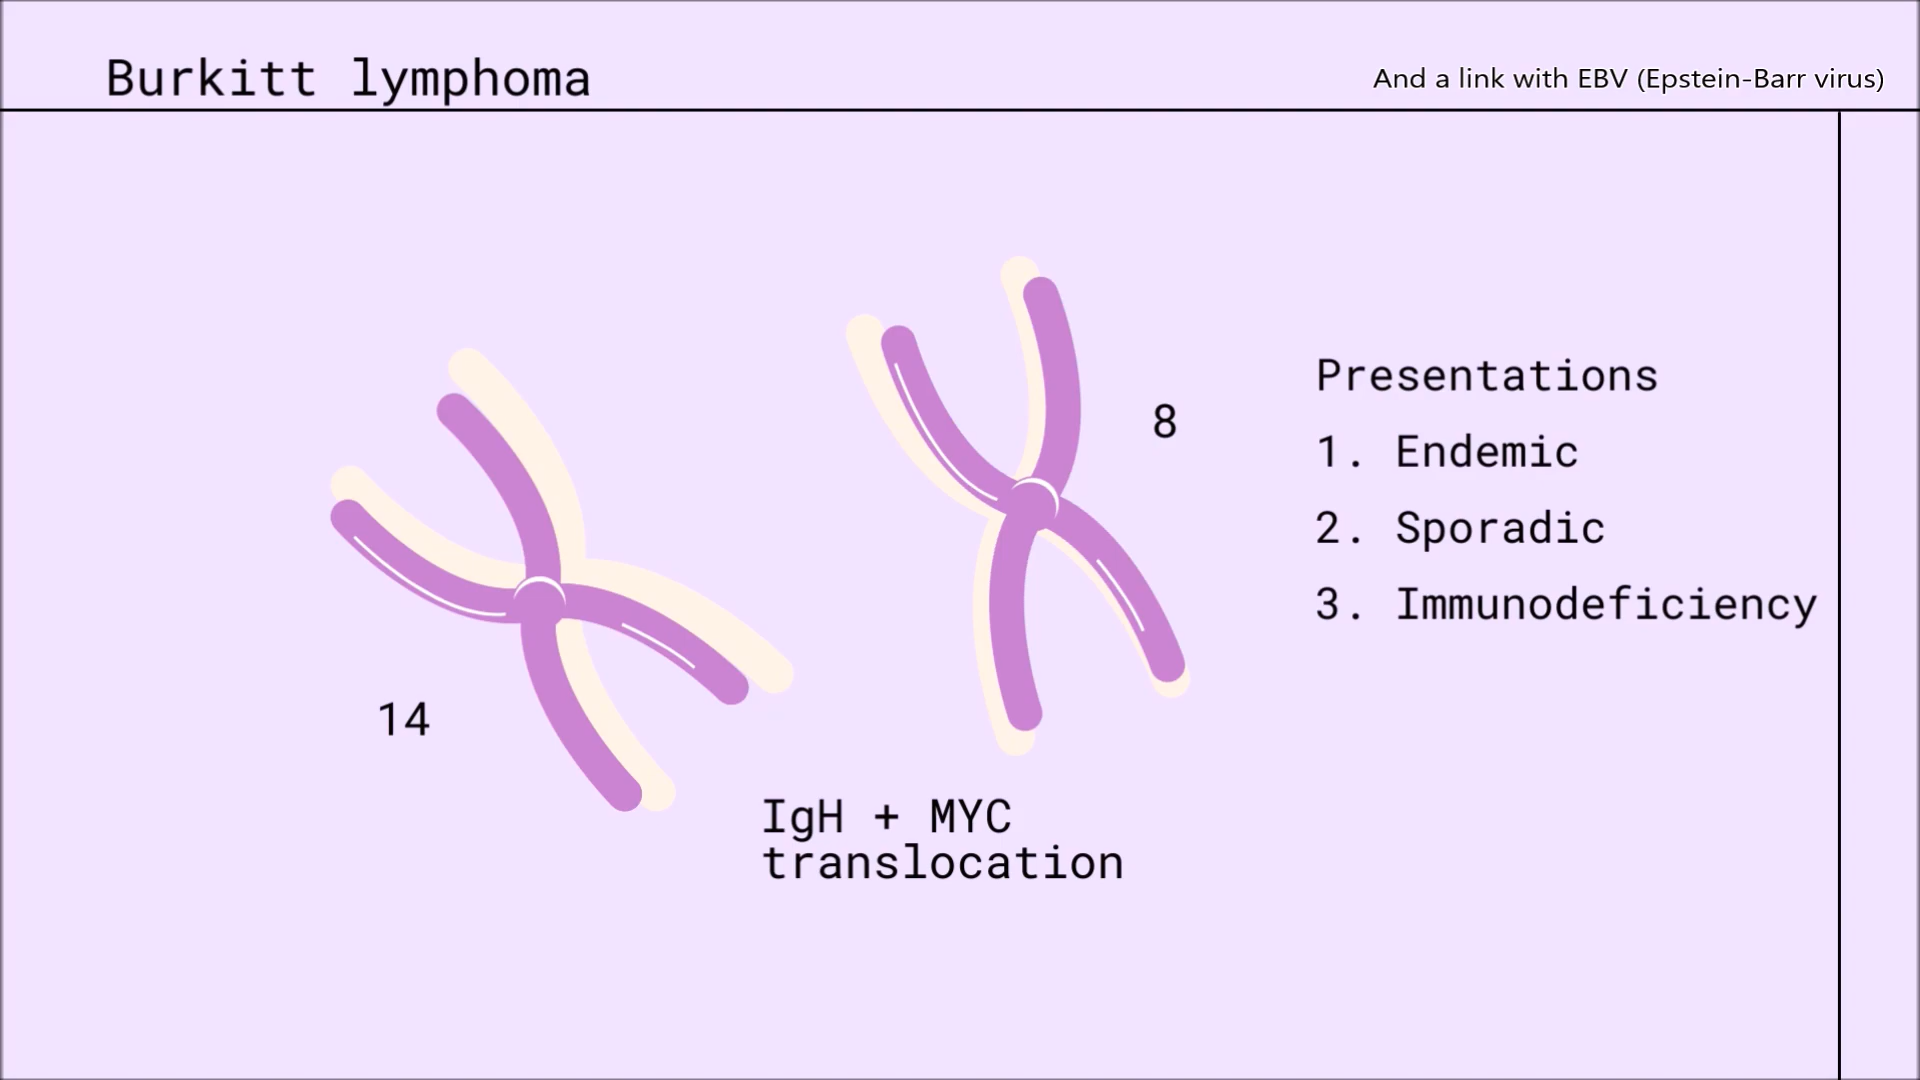 Burkitt lymphoma
And a link with EBV (Epstein-Barr virus)
8
14
IgH + MYC
translocation
Presentations
1. Endemic
2. Sporadic
3. Immunodeficiency